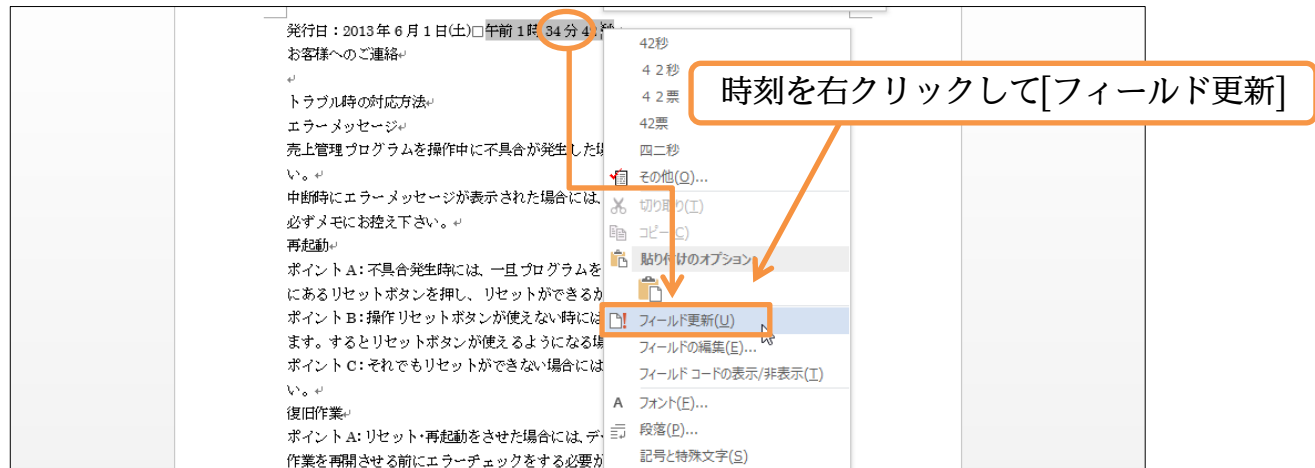 発行日：2013年6月1日(土)□午前1時34分42秒
お客様へのご連絡↵
↵
トラブル時の対応方法↵
エラーメッセージ↵
売上管理プログラムを操作中に不具合が発生した場
い。↵
中断時にエラーメッセージが表示された場合には、
必ずメモにお控え下さい。↵
再起動↵
ポイントA：不具合発生時には、一旦プログラムを
にあるリセットボタンを押し、リセットができるか
ポイントB：操作リセットボタンが使えない時には
ます。するとリセットボタンが使えるようになる場
ポイントC：それでもリセットができない場合には
い。↵
復旧作業↵
ポイントA：リセット・再起動をさせた場合には、デー
作業を再開させる前にエラーチェックをする必要が
42秒
４２秒
４２票
42票
四二秒
その他(O)...
切り取り(T)
コピー(C)
貼り付けのオプション:
フィールド更新(U)
フィールドの編集(E)...
フィールド コードの表示/非表示(T)
フォント(F)...
段落(P)...
記号と特殊文字(S)
時刻を右クリックして[フィールド更新]